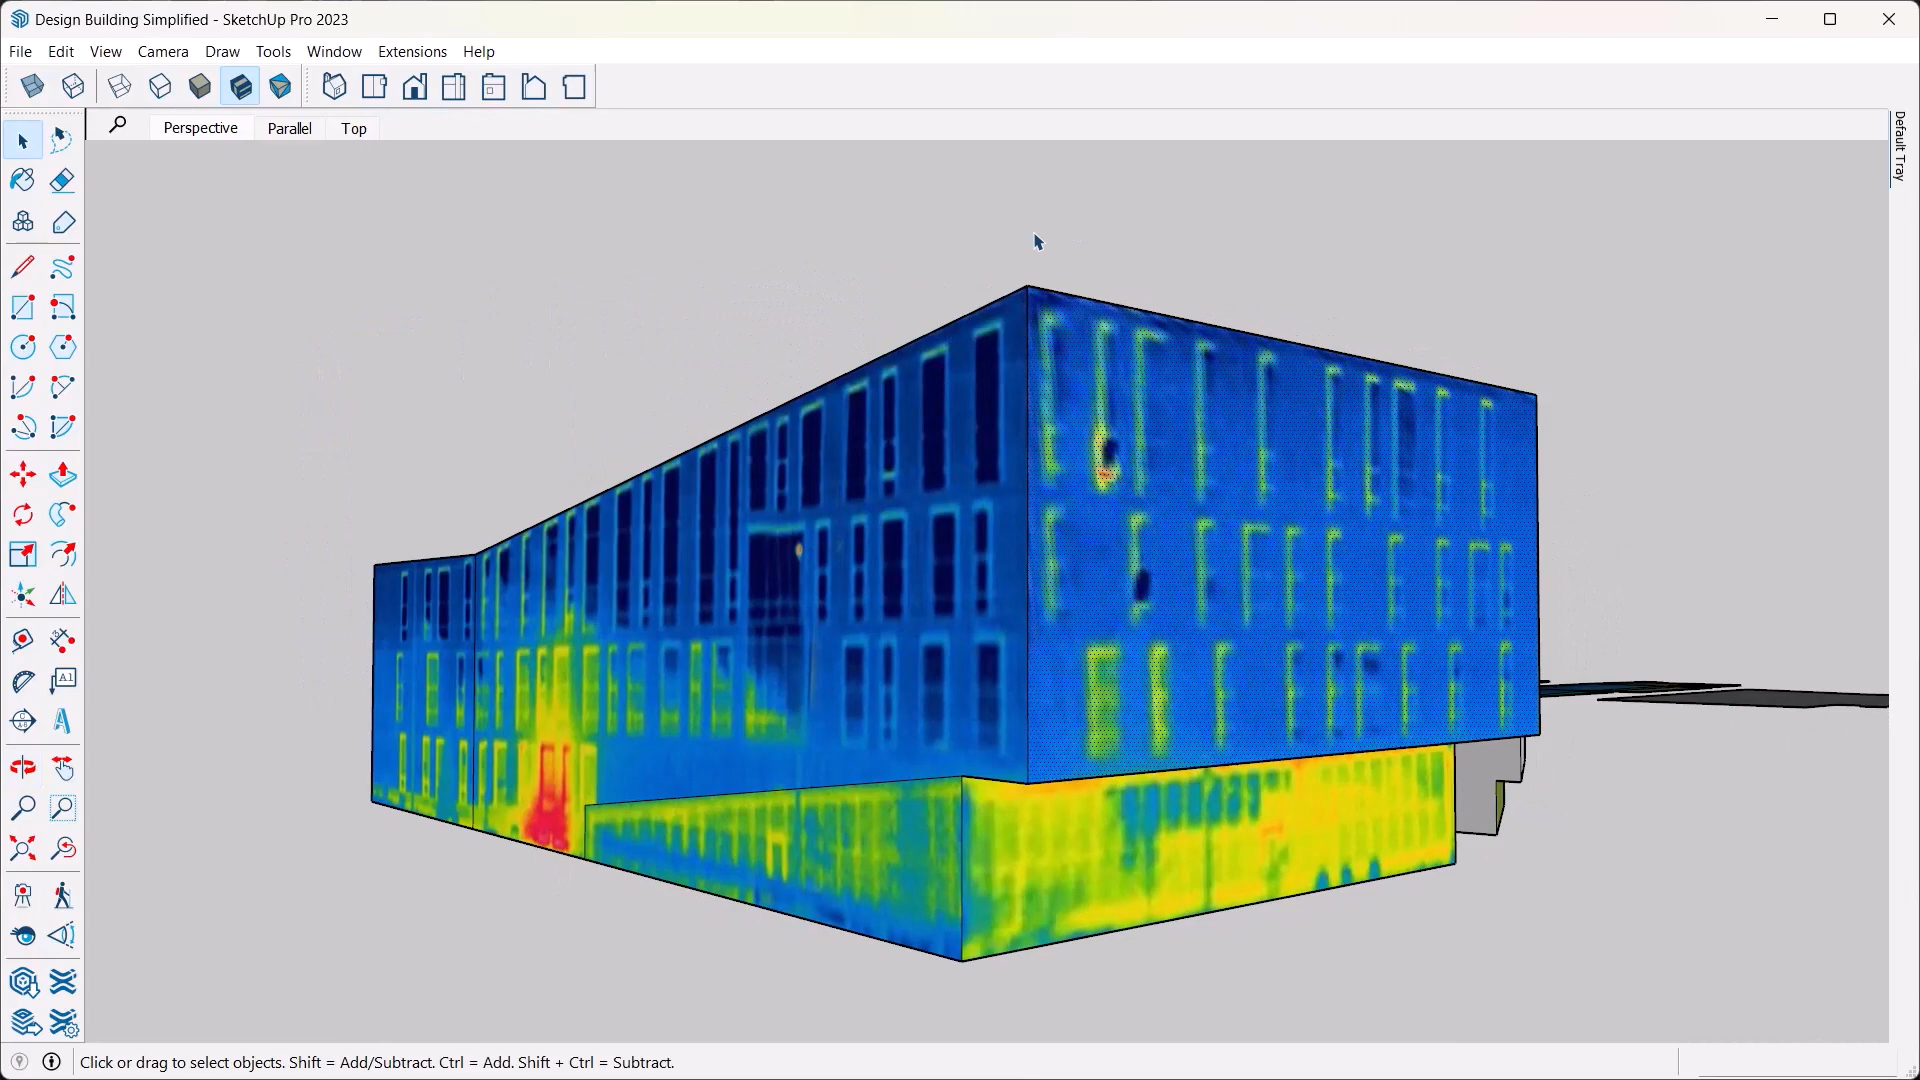 Design Building Simplified - SketchUp Pro 2023
File Edit View Camera Draw Tools Window Extensions Help
Perspective Parallel Top
Default Tray
A1
Click or drag to select objects. Shift = Add/Subtract. Ctrl = Add. Shift + Ctrl = Subtract.